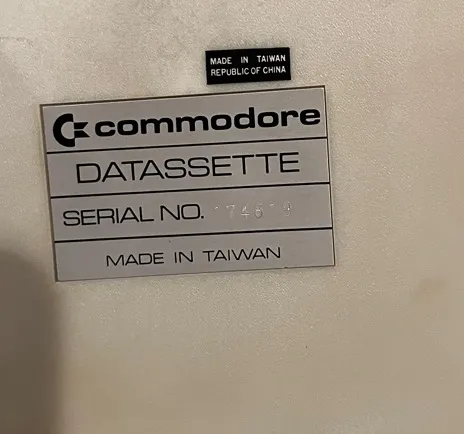 MADE IN TAIWAN
REPUBLIC OF CHINA
commodore
DATASSETTE
SERIAL NO.
MADE IN TAIWAN